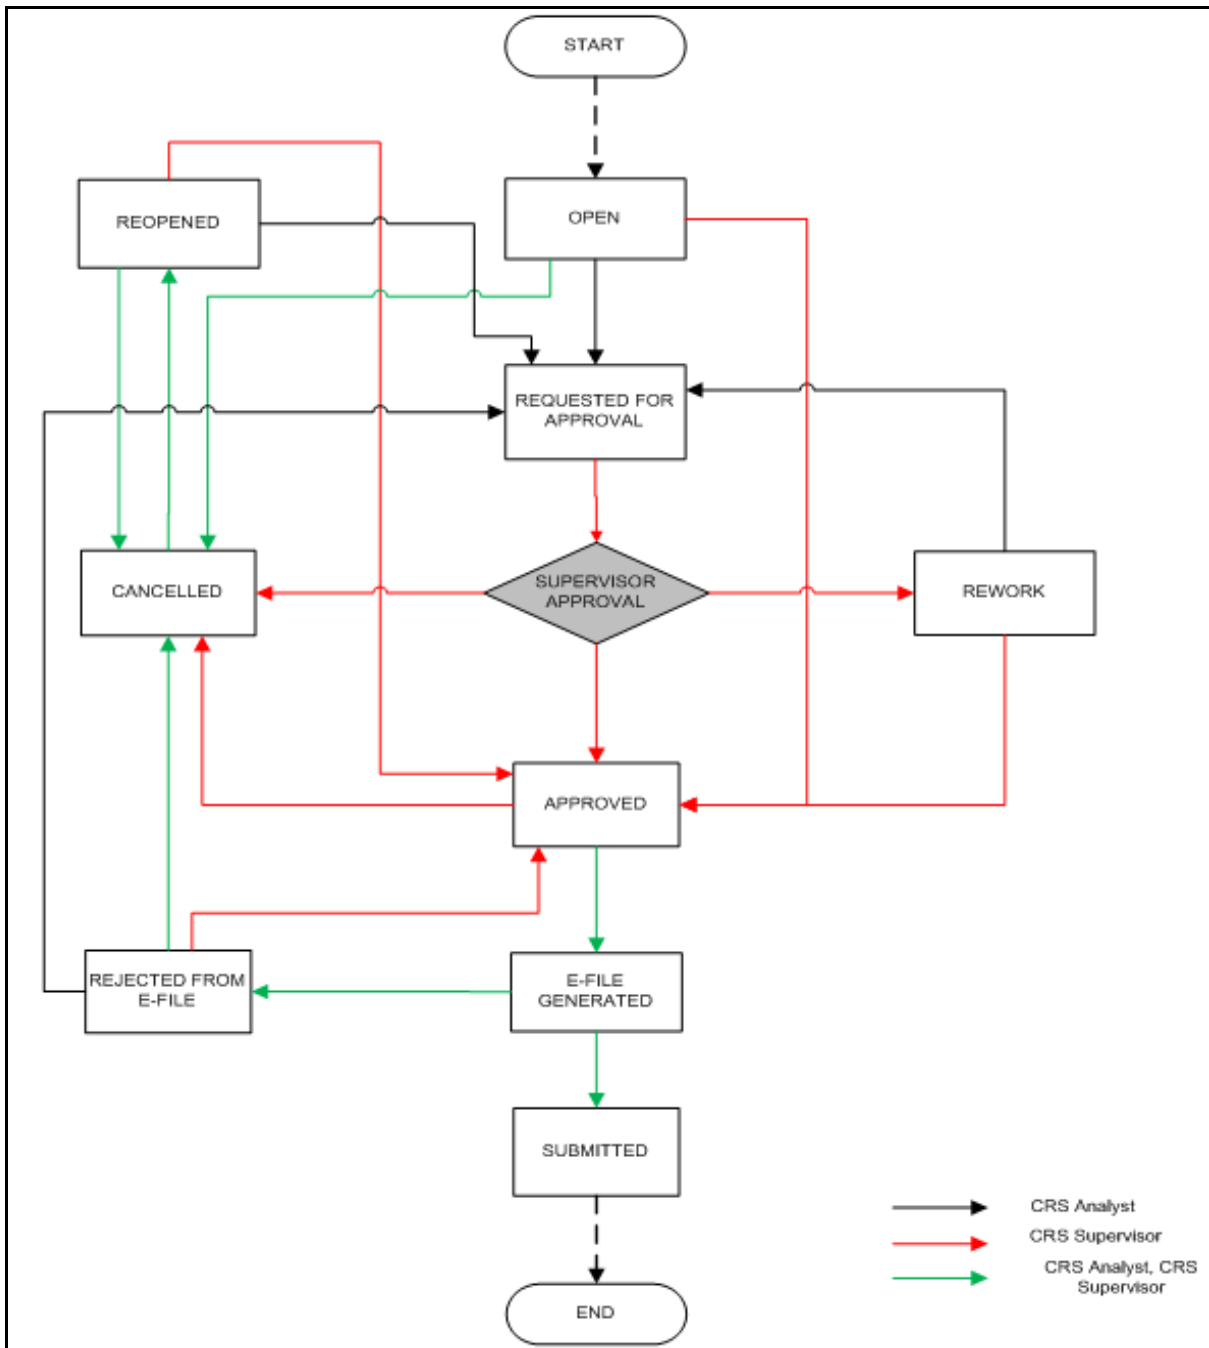 START
REOPENED
OPEN
REQUESTED FOR
APPROVAL
CANCELLED
SUPERVISOR
APPROVAL
REWORK
APPROVED
REJECTED FROM
E-FILE
E-FILE
GENERATED
SUBMITTED
CRS Analyst
CRS Supervisor
CRS Analyst, CRS
Supervisor
END